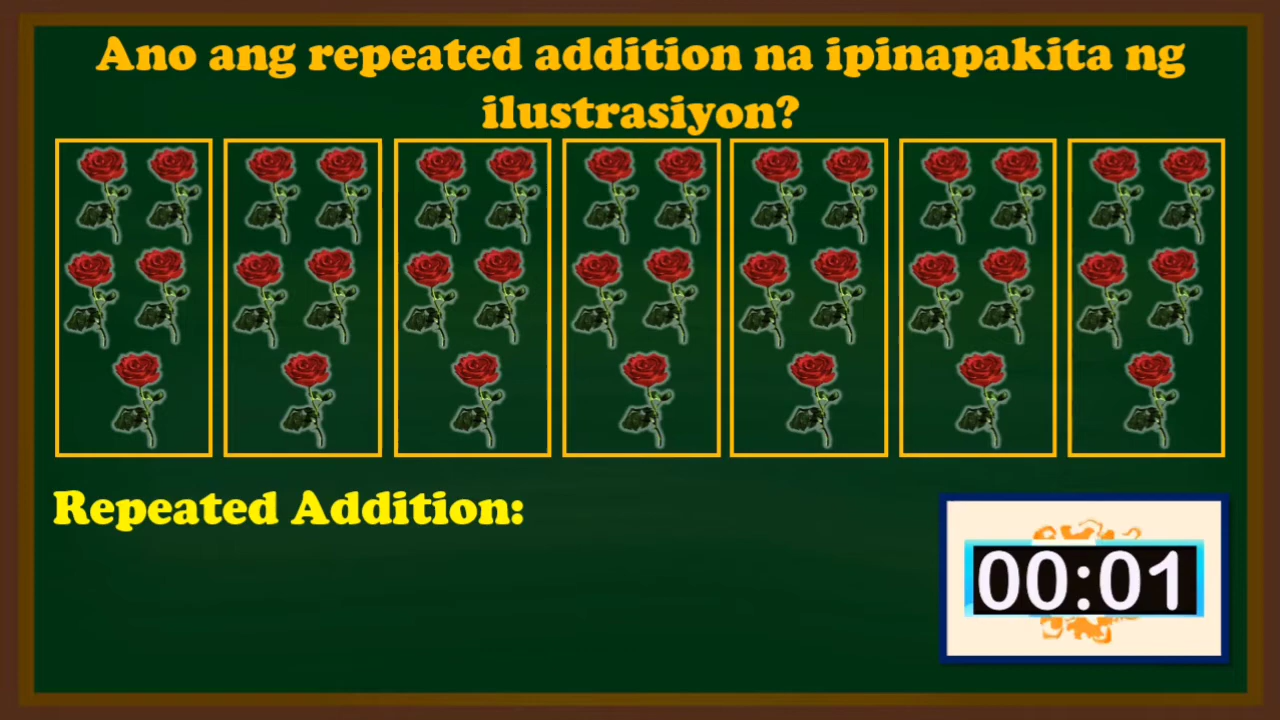 Ano ang repeated addition na ipinapakita ng
ilustrasiyon?
Repeated Addition:
00:01